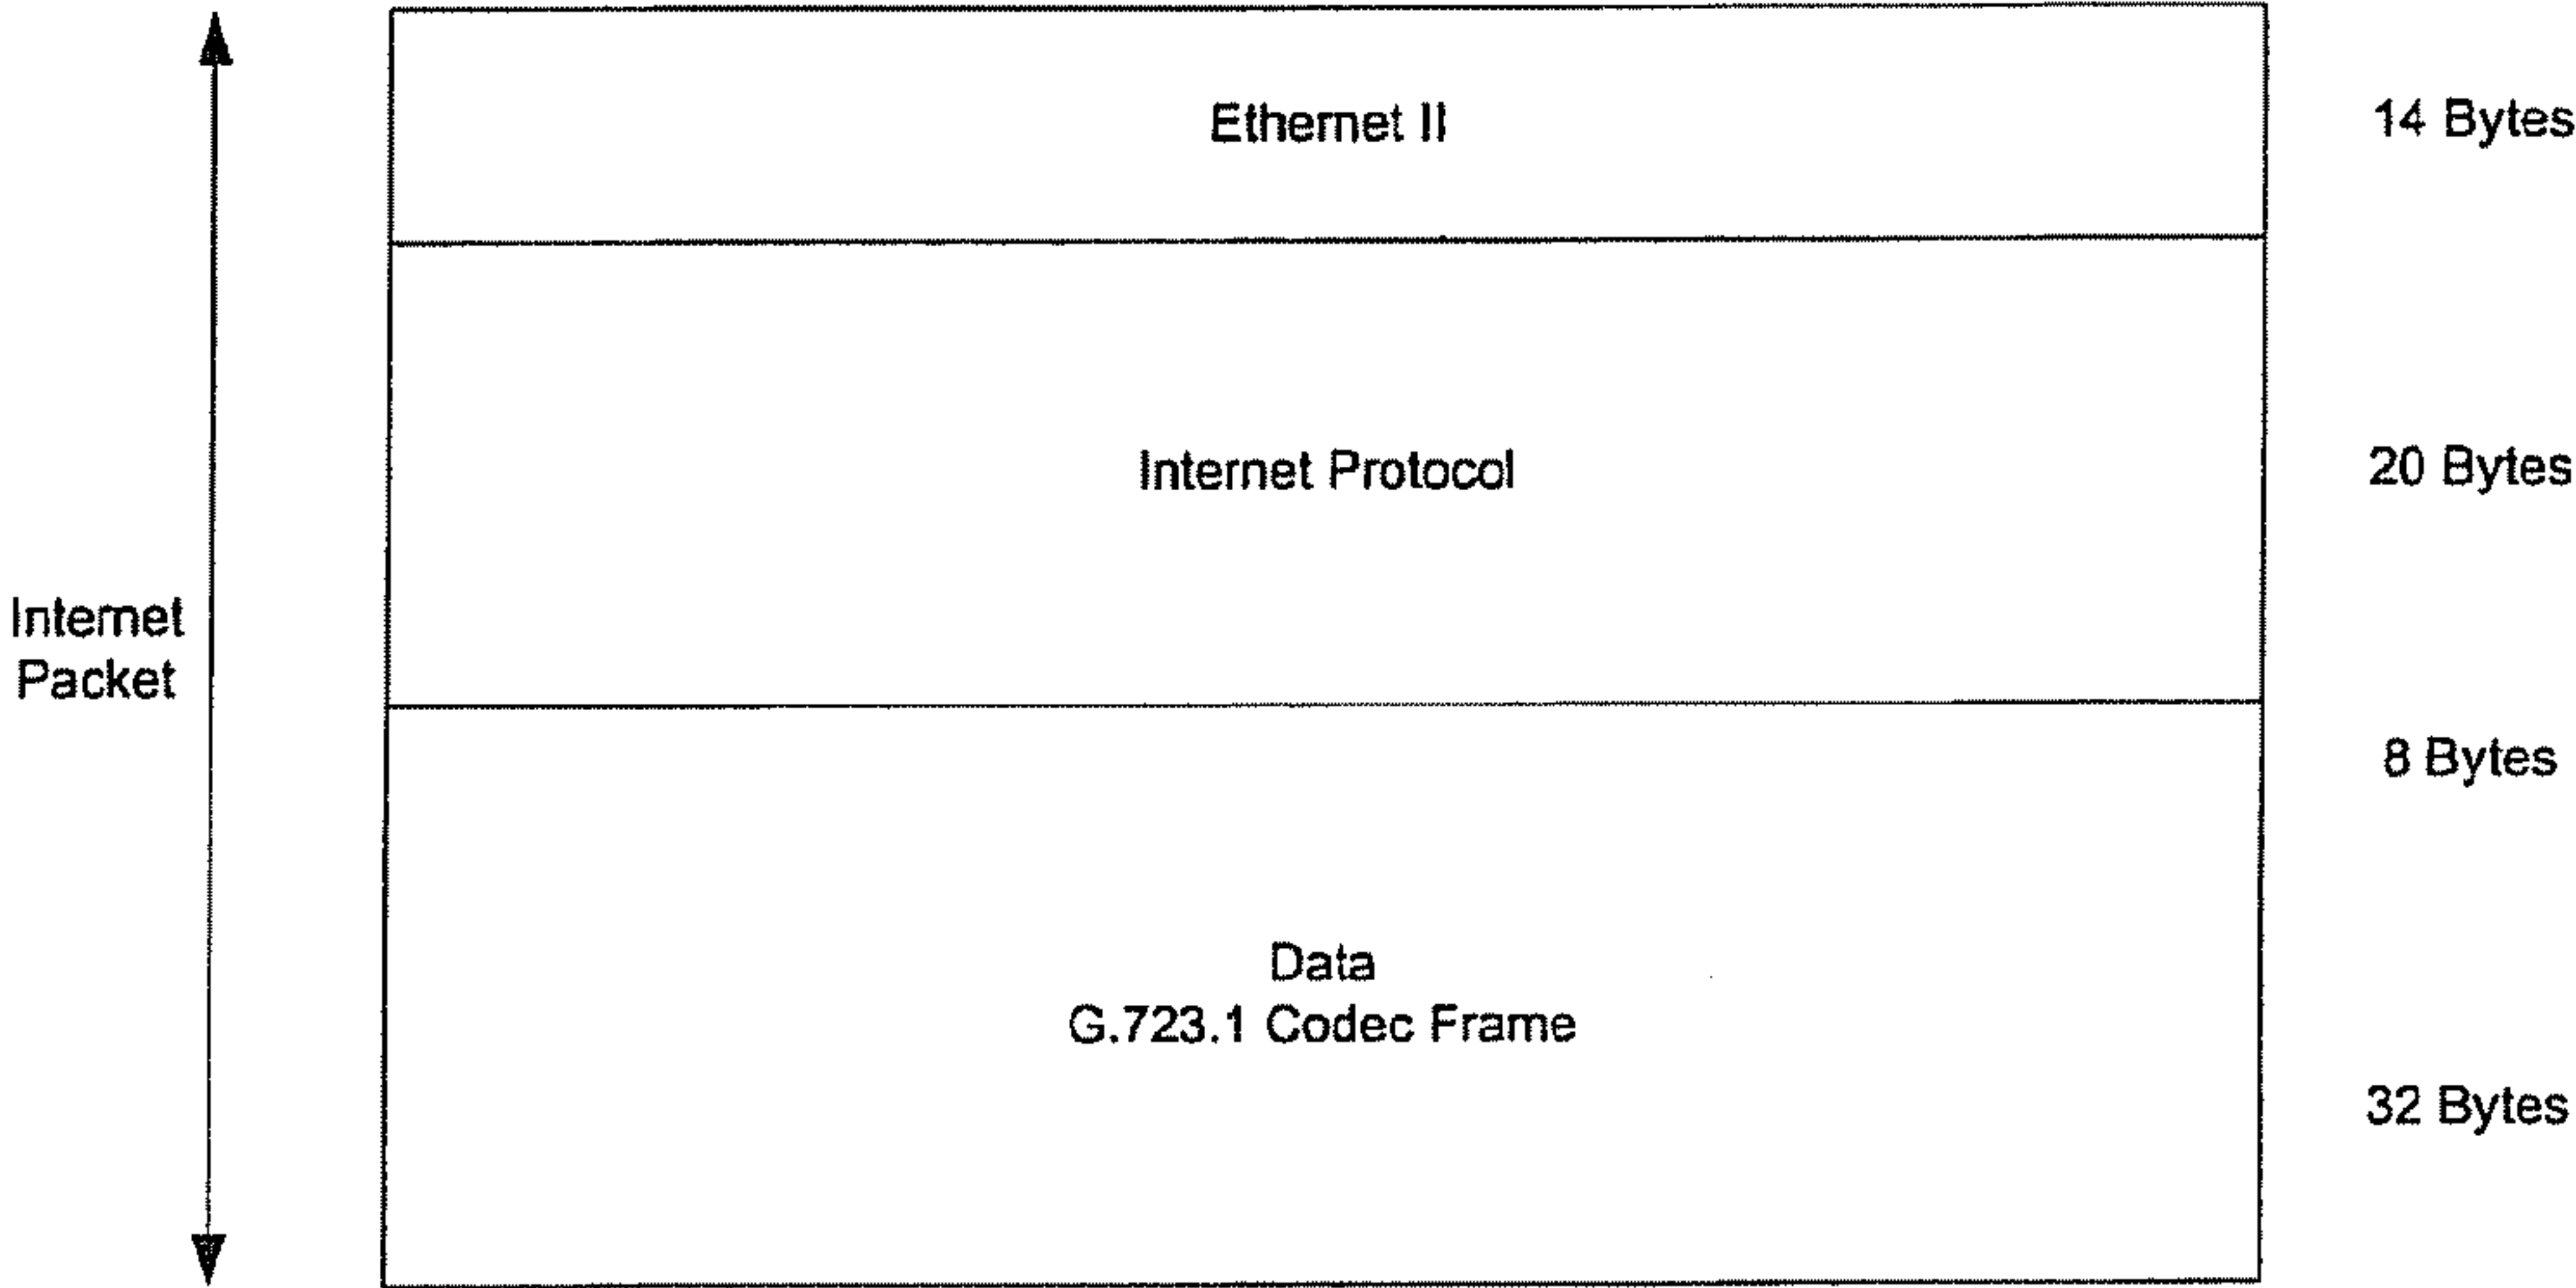 Ethernet II
14 Bytes
Internet Protocol
20 Bytes
Internet
Packet
8 Bytes
Data
G.723.1 Codec Frame
32 Bytes